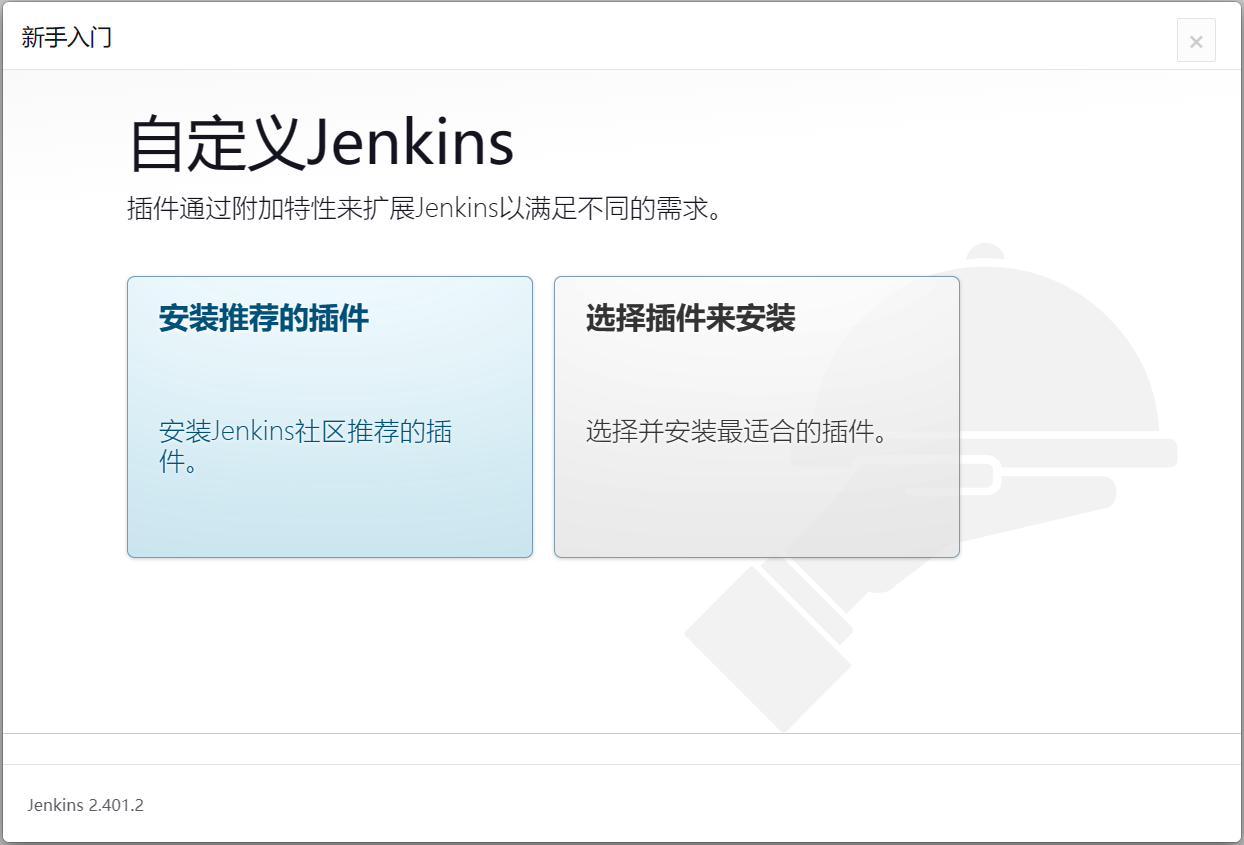 新手入门
×
自定义Jenkins
插件通过附加特性来扩展Jenkins以满足不同的需求。
安装推荐的插件
安装Jenkins社区推荐的插
件。
选择插件来安装
选择并安装最适合的插件。
Jenkins 2.401.2